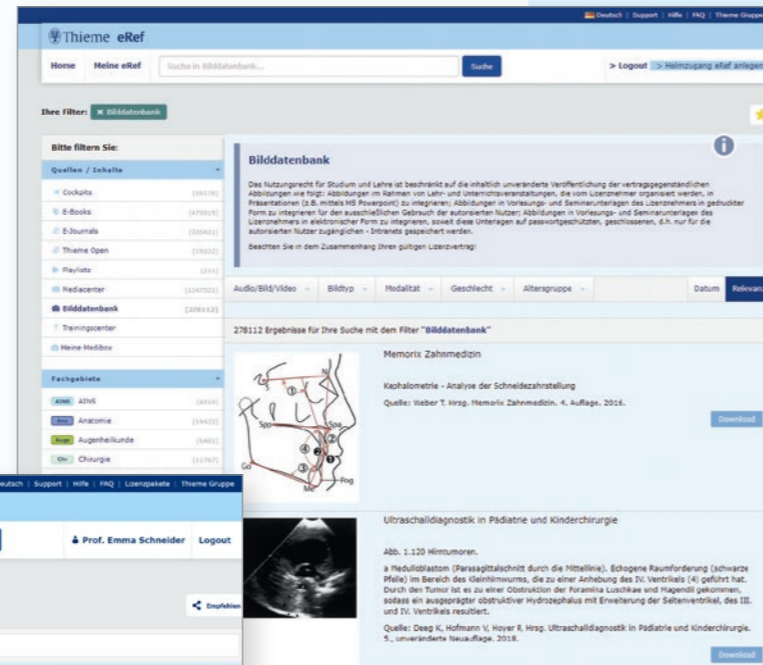 Deutsch | Support | Hilfe | FAQ | Thieme Gruppe
Thieme eRef
Home Meine eRef Suche in Bilddatenbank... Suche > Logout > Heimzugang eRef anlegen
Ihre Filter: × Bilddatenbank
Bitte filtern Sie:
Quellen / Inhalte
Cockpits
E-Books
E-Journals
Thieme Open
Playlists
Mediacenter
Bilddatenbank [278112]
Trainingscenter
Meine Medibox
Fachgebiete
AINS AINS
Anatomie
Auge Augenheilkunde
Chir Chirurgie
i
Bilddatenbank
Das Nutzungsrecht für Studium und Lehre ist beschränkt auf die inhaltlich unveränderte Veröffentlichung der vertragsgegenständlichen
Abbildungen wie folgt: Abbildungen im Rahmen von Lehr- und Unterrichtsveranstaltungen, die vom Lizenznehmer organisiert werden, in
Präsentationen (z.B. mittels MS Powerpoint) zu integrieren; Abbildungen in Vorlesungs- und Seminarunterlagen des Lizenznehmers in gedruckter
Form zu integrieren für den ausschließlichen Gebrauch der autorisierten Nutzer; Abbildungen in Vorlesungs- und Seminarunterlagen des
Lizenznehmers in elektronischer Form zu integrieren, soweit diese Unterlagen auf passwortgeschützten, geschlossenen, d.h. nur für die
autorisierten Nutzer zugänglichen - Intranets gespeichert werden.
Beachten Sie in dem Zusammenhang Ihren gültigen Lizenzvertrag!
Audio/Bild/Video Bildtyp Modalität Geschlecht Altersgruppe Datum Relevanz
278112 Ergebnisse für Ihre Suche mit dem Filter "Bilddatenbank"
Memorix Zahnmedizin
Kephalometrie - Analyse der Schneidezahnstellung
Quelle: Weber T, Hrsg. Memorix Zahnmedizin. 4. Auflage. 2016.
Download
S N
Spp Spa
Go
Me Pog
Ultraschalldiagnostik in Pädiatrie und Kinderchirurgie
Abb. 1.120 Hirntumoren.
a Medulloblastom (Parasagittalschnitt durch die Mittellinie). Echogene Raumforderung (schwarze
Pfeile) im Bereich des Kleinhirnwurms, die zu einer Anhebung des IV. Ventrikels (4) geführt hat.
Durch den Tumor ist es zu einer Obstruktion der Foramina Luschkae und Magendii gekommen,
sodass ein ausgeprägter obstruktiver Hydrozephalus mit Erweiterung der Seitenventrikel, des III.
und IV. Ventrikels resultiert.
Quelle: Deeg K, Hofmann V, Hoyer P, Hrsg. Ultraschalldiagnostik in Pädiatrie und Kinderchirurgie.
5., unveränderte Neuauflage. 2018.
Download
Deutsch | Support | Hilfe | FAQ | Lizenzpakete | Thieme Gruppe
Prof. Emma Schneider Logout
Empfehlen